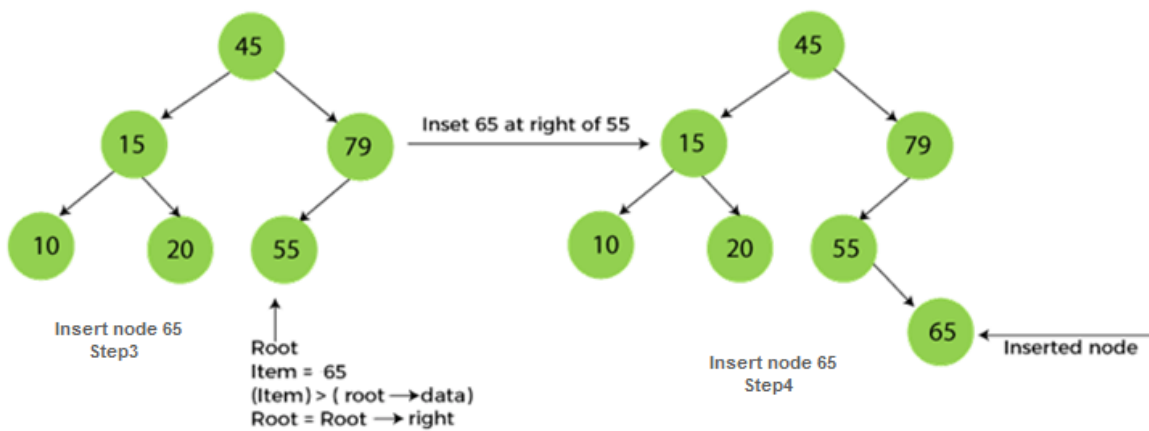 45
15
79
10
20
55
Insert node 65
Step3
Root
Item = 65
(Item) > ( root → data)
Root = Root → right
Inset 65 at right of 55
45
15
79
10
20
55
65
Inserted node
Insert node 65
Step4